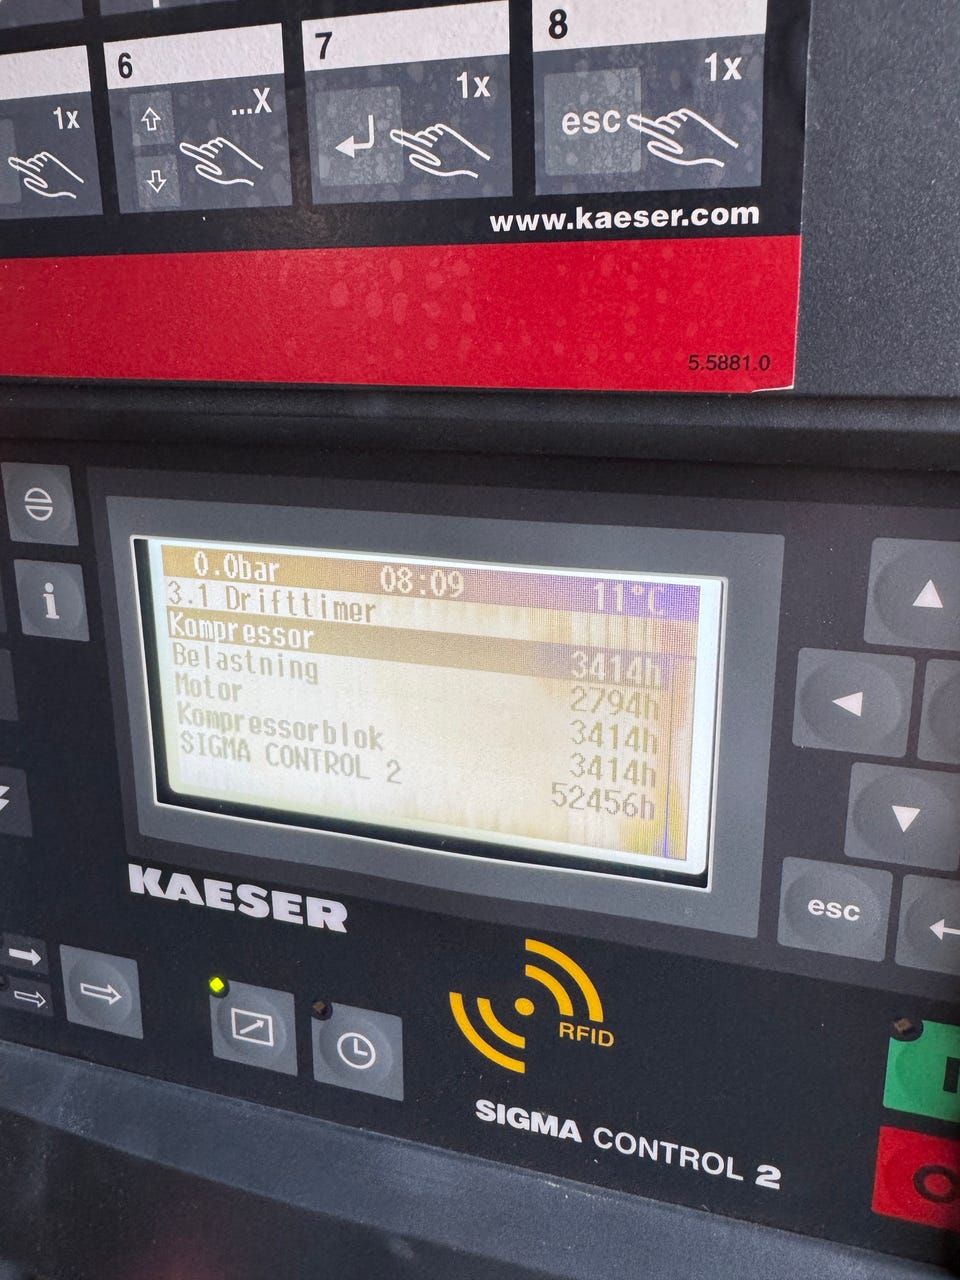 6
7
8
1x
...X
1x
1x
esc
www.kaeser.com
5.5881.0
i
0.0bar 08:09 11°C
3.1 Drifttimer
Kompressor 3414h
Belastning 2794h
Motor 3414h
Kompressorblok 3414h
SIGMA CONTROL 2 52456h
esc
KAESER
RFID
SIGMA CONTROL 2